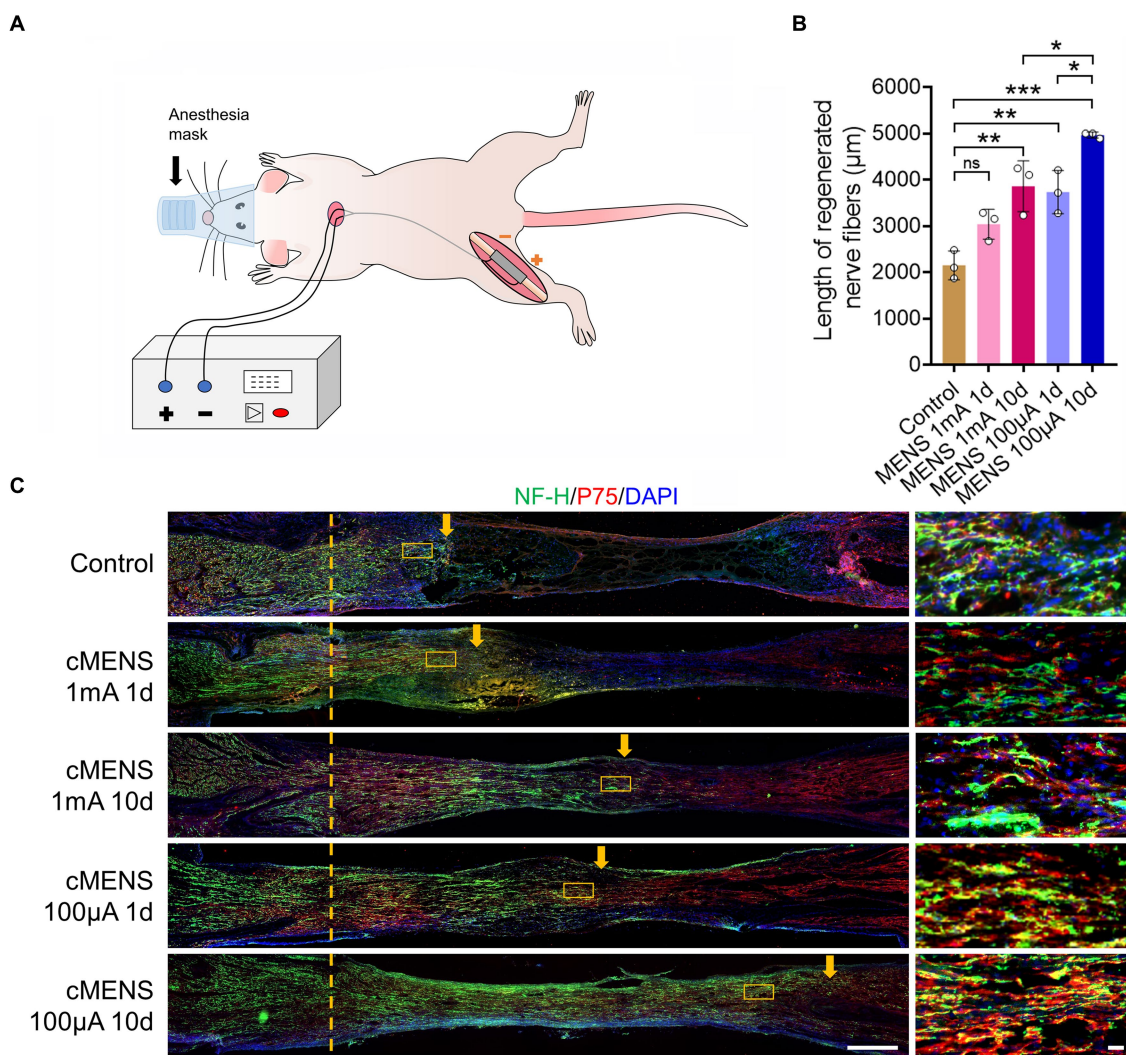 A
Anesthesia
mask
+
−
−
+
B
Length of regenerated
nerve fibers (µm)
6000
5000
4000
3000
2000
1000
0
*
*
***
**
**
ns
Control
MENS 1mA 1d
MENS 1mA 10d
MENS 100µA 1d
MENS 100µA 10d
C
NF-H/P75/DAPI
Control
cMENS
1mA 1d
cMENS
1mA 10d
cMENS
100µA 1d
cMENS
100µA 10d